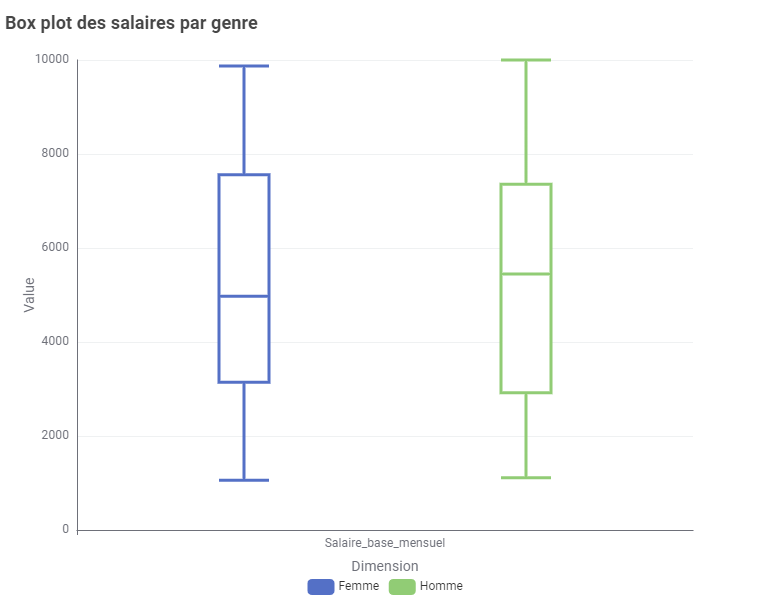 Box plot des salaires par genre
10000
8000
6000
4000
2000
0
Value
Salaire_base_mensuel
Dimension
Femme Homme